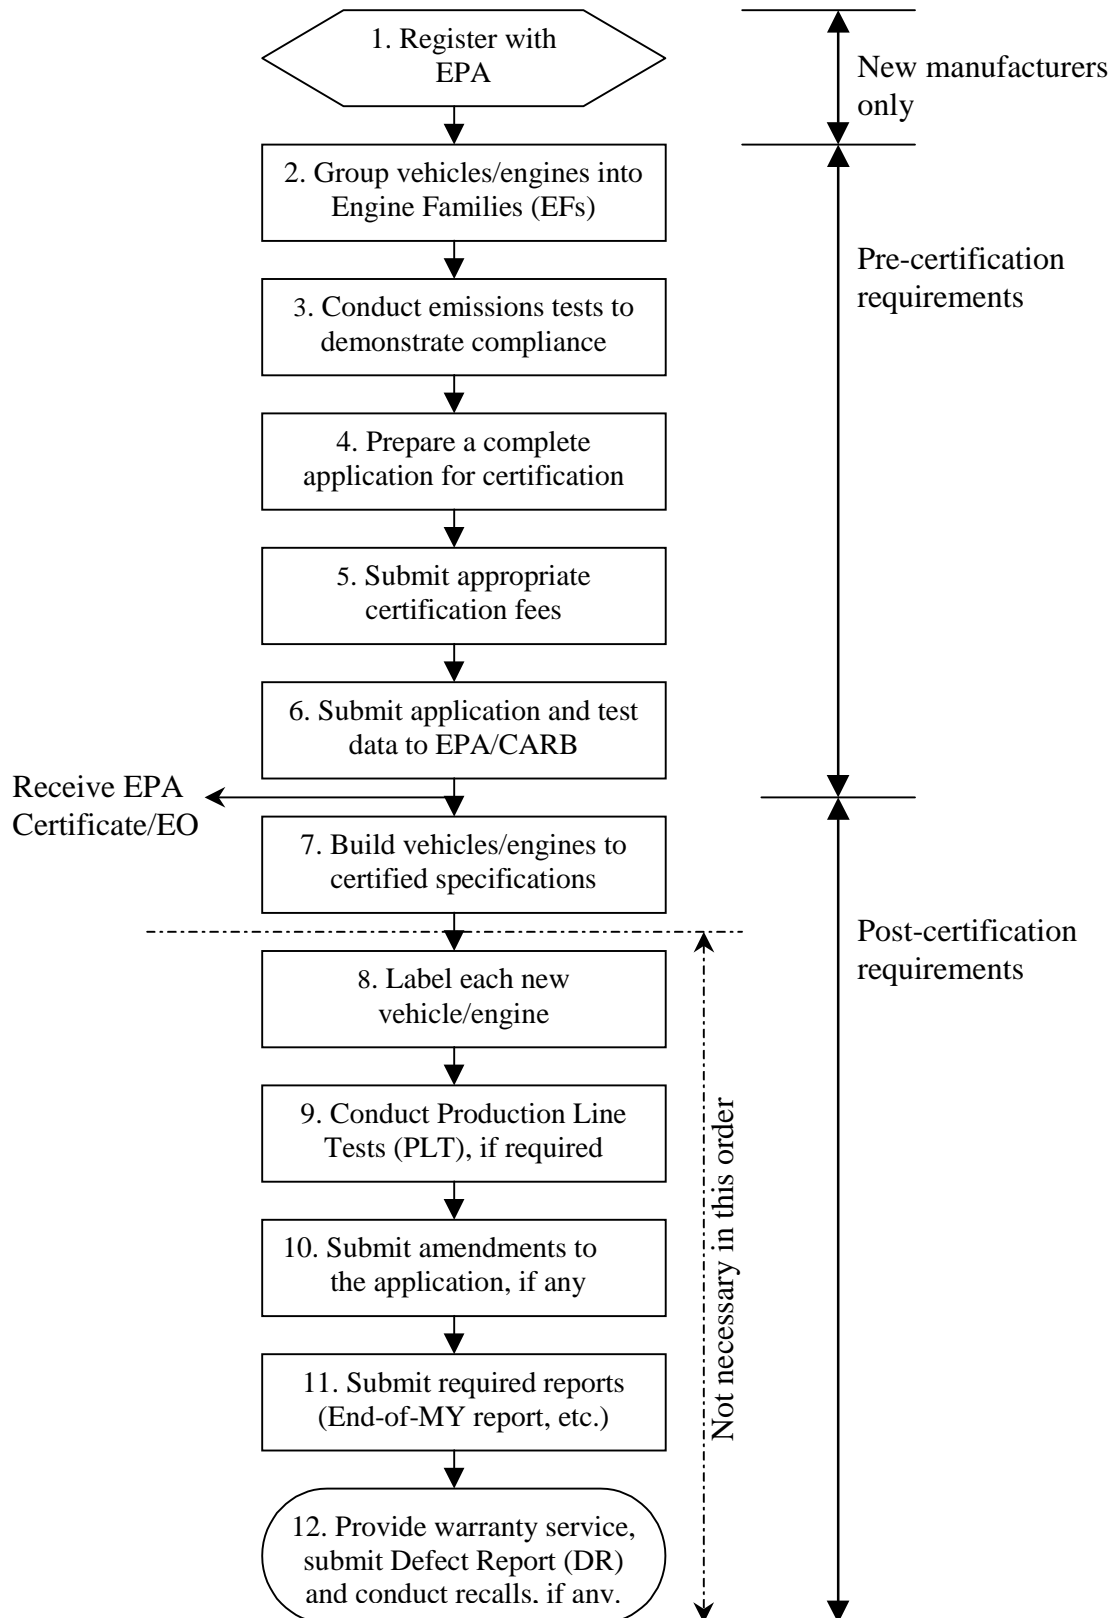 1. Register with
EPA
New manufacturers
only
2. Group vehicles/engines into
Engine Families (EFs)
Pre-certification
requirements
3. Conduct emissions tests to
demonstrate compliance
4. Prepare a complete
application for certification
5. Submit appropriate
certification fees
6. Submit application and test
data to EPA/CARB
Receive EPA
Certificate/EO
7. Build vehicles/engines to
certified specifications
Post-certification
requirements
8. Label each new
vehicle/engine
9. Conduct Production Line
Tests (PLT), if required
Not necessary in this order
10. Submit amendments to
the application, if any
11. Submit required reports
(End-of-MY report, etc.)
12. Provide warranty service,
submit Defect Report (DR)
and conduct recalls, if any.